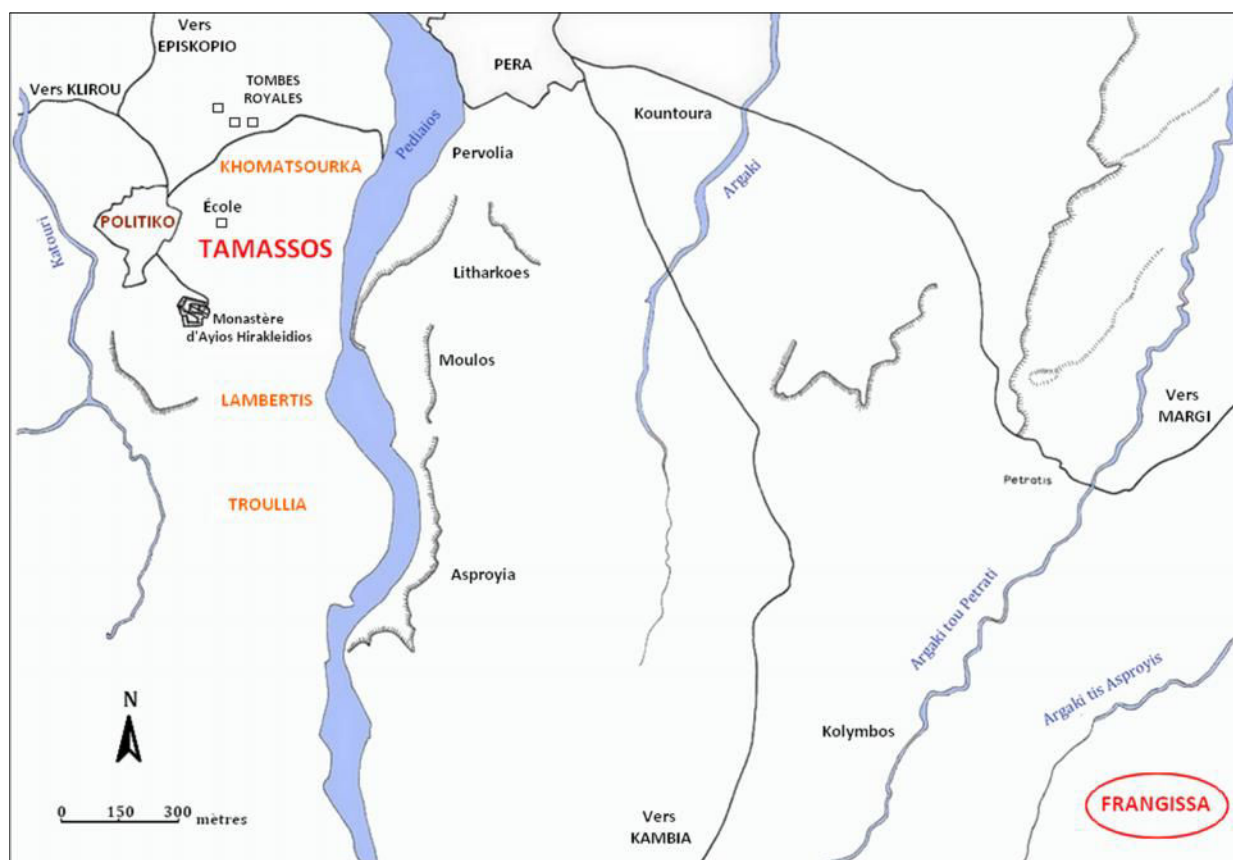 Vers
EPISKOPIO
Vers KLIROU
TOMBES
ROYALES
PERA
Kountoura
Pediaios
Pervolia
Argaki
KHOMATSOURKA
École
POLITIKO
TAMASSOS
Katouri
Litharkoes
Monastère
d'Ayios Hirakleidios
Moulos
LAMBERTIS
Vers
MARGI
Petratis
TROULLIA
Asproyia
Argaki tou Petrati
Argaki tis Asproyis
N
Kolymbos
FRANGISSA
0 150 300 mètres
Vers
KAMBIA